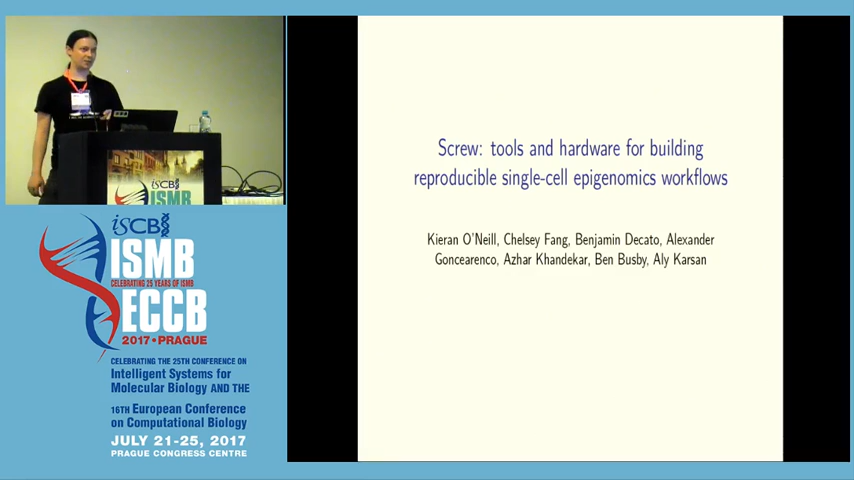 iSCB
ISMB
iSCB
ISMB
CELEBRATING 25 YEARS OF ISMB
ECCB
2017 • PRAGUE
CELEBRATING THE 25TH CONFERENCE ON
Intelligent Systems for
Molecular Biology AND THE
16TH European Conference
on Computational Biology
JULY 21-25, 2017
PRAGUE CONGRESS CENTRE
Screw: tools and hardware for building
reproducible single-cell epigenomics workflows
Kieran O'Neill, Chelsey Fang, Benjamin Decato, Alexander
Goncearenco, Azhar Khandekar, Ben Busby, Aly Karsan